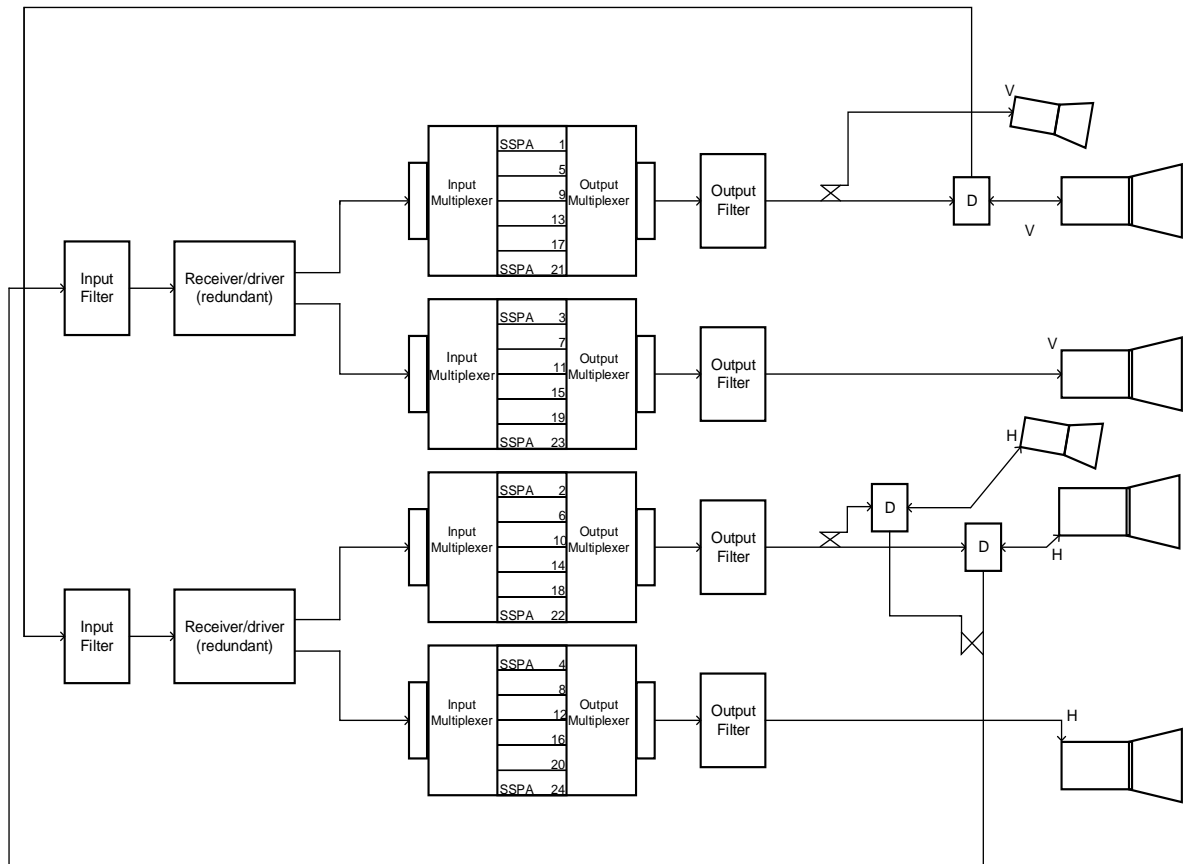 V
SSPA 1
5
Input
Multiplexer
Output
Multiplexer
9
13
17
SSPA 21
Output
Filter
D
V
Input
Filter
Receiver/driver
(redundant)
SSPA 3
7
Input
Multiplexer
Output
Multiplexer
11
15
19
SSPA 23
Output
Filter
V
H
SSPA 2
6
Input
Multiplexer
Output
Multiplexer
10
14
18
SSPA 22
Output
Filter
D
D
H
Input
Filter
Receiver/driver
(redundant)
SSPA 4
8
Input
Multiplexer
Output
Multiplexer
12
16
20
SSPA 24
Output
Filter
H